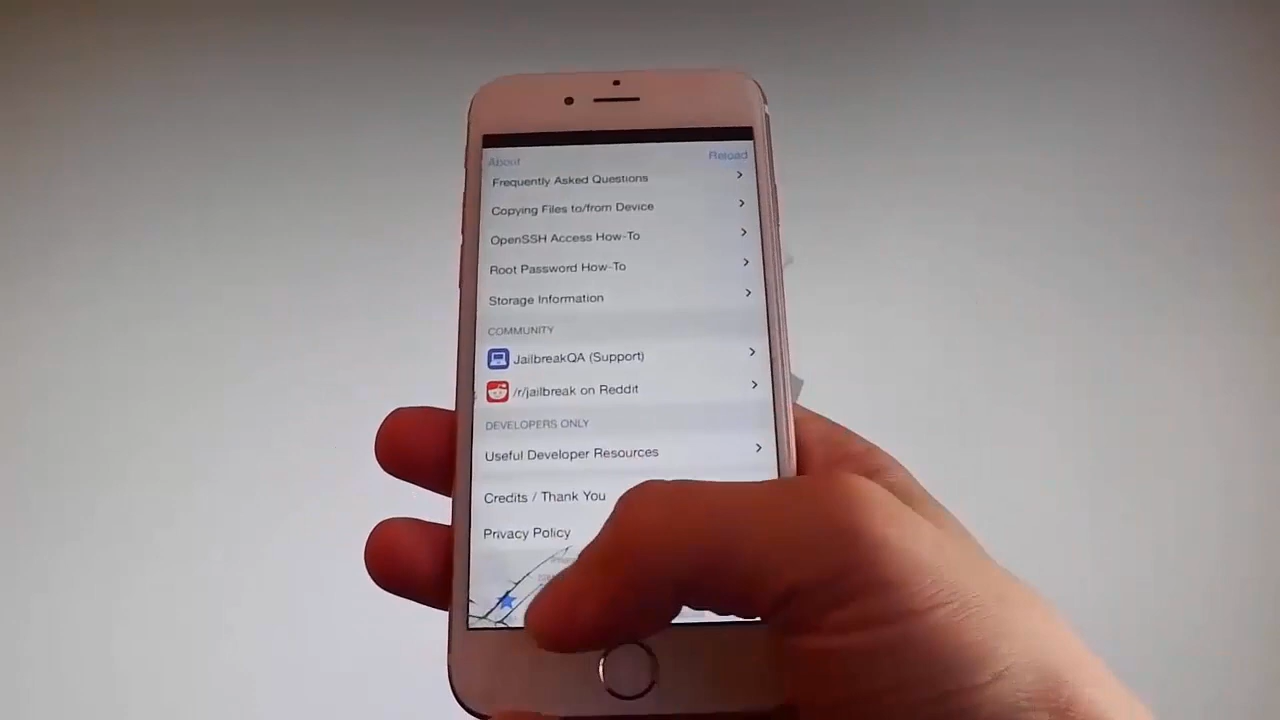 About
Reload
Frequently Asked Questions
Copying Files to/from Device
OpenSSH Access How-To
Root Password How-To
Storage Information
COMMUNITY
JailbreakQA (Support)
/r/jailbreak on Reddit
DEVELOPERS ONLY
Useful Developer Resources
Credits / Thank You
Privacy Policy